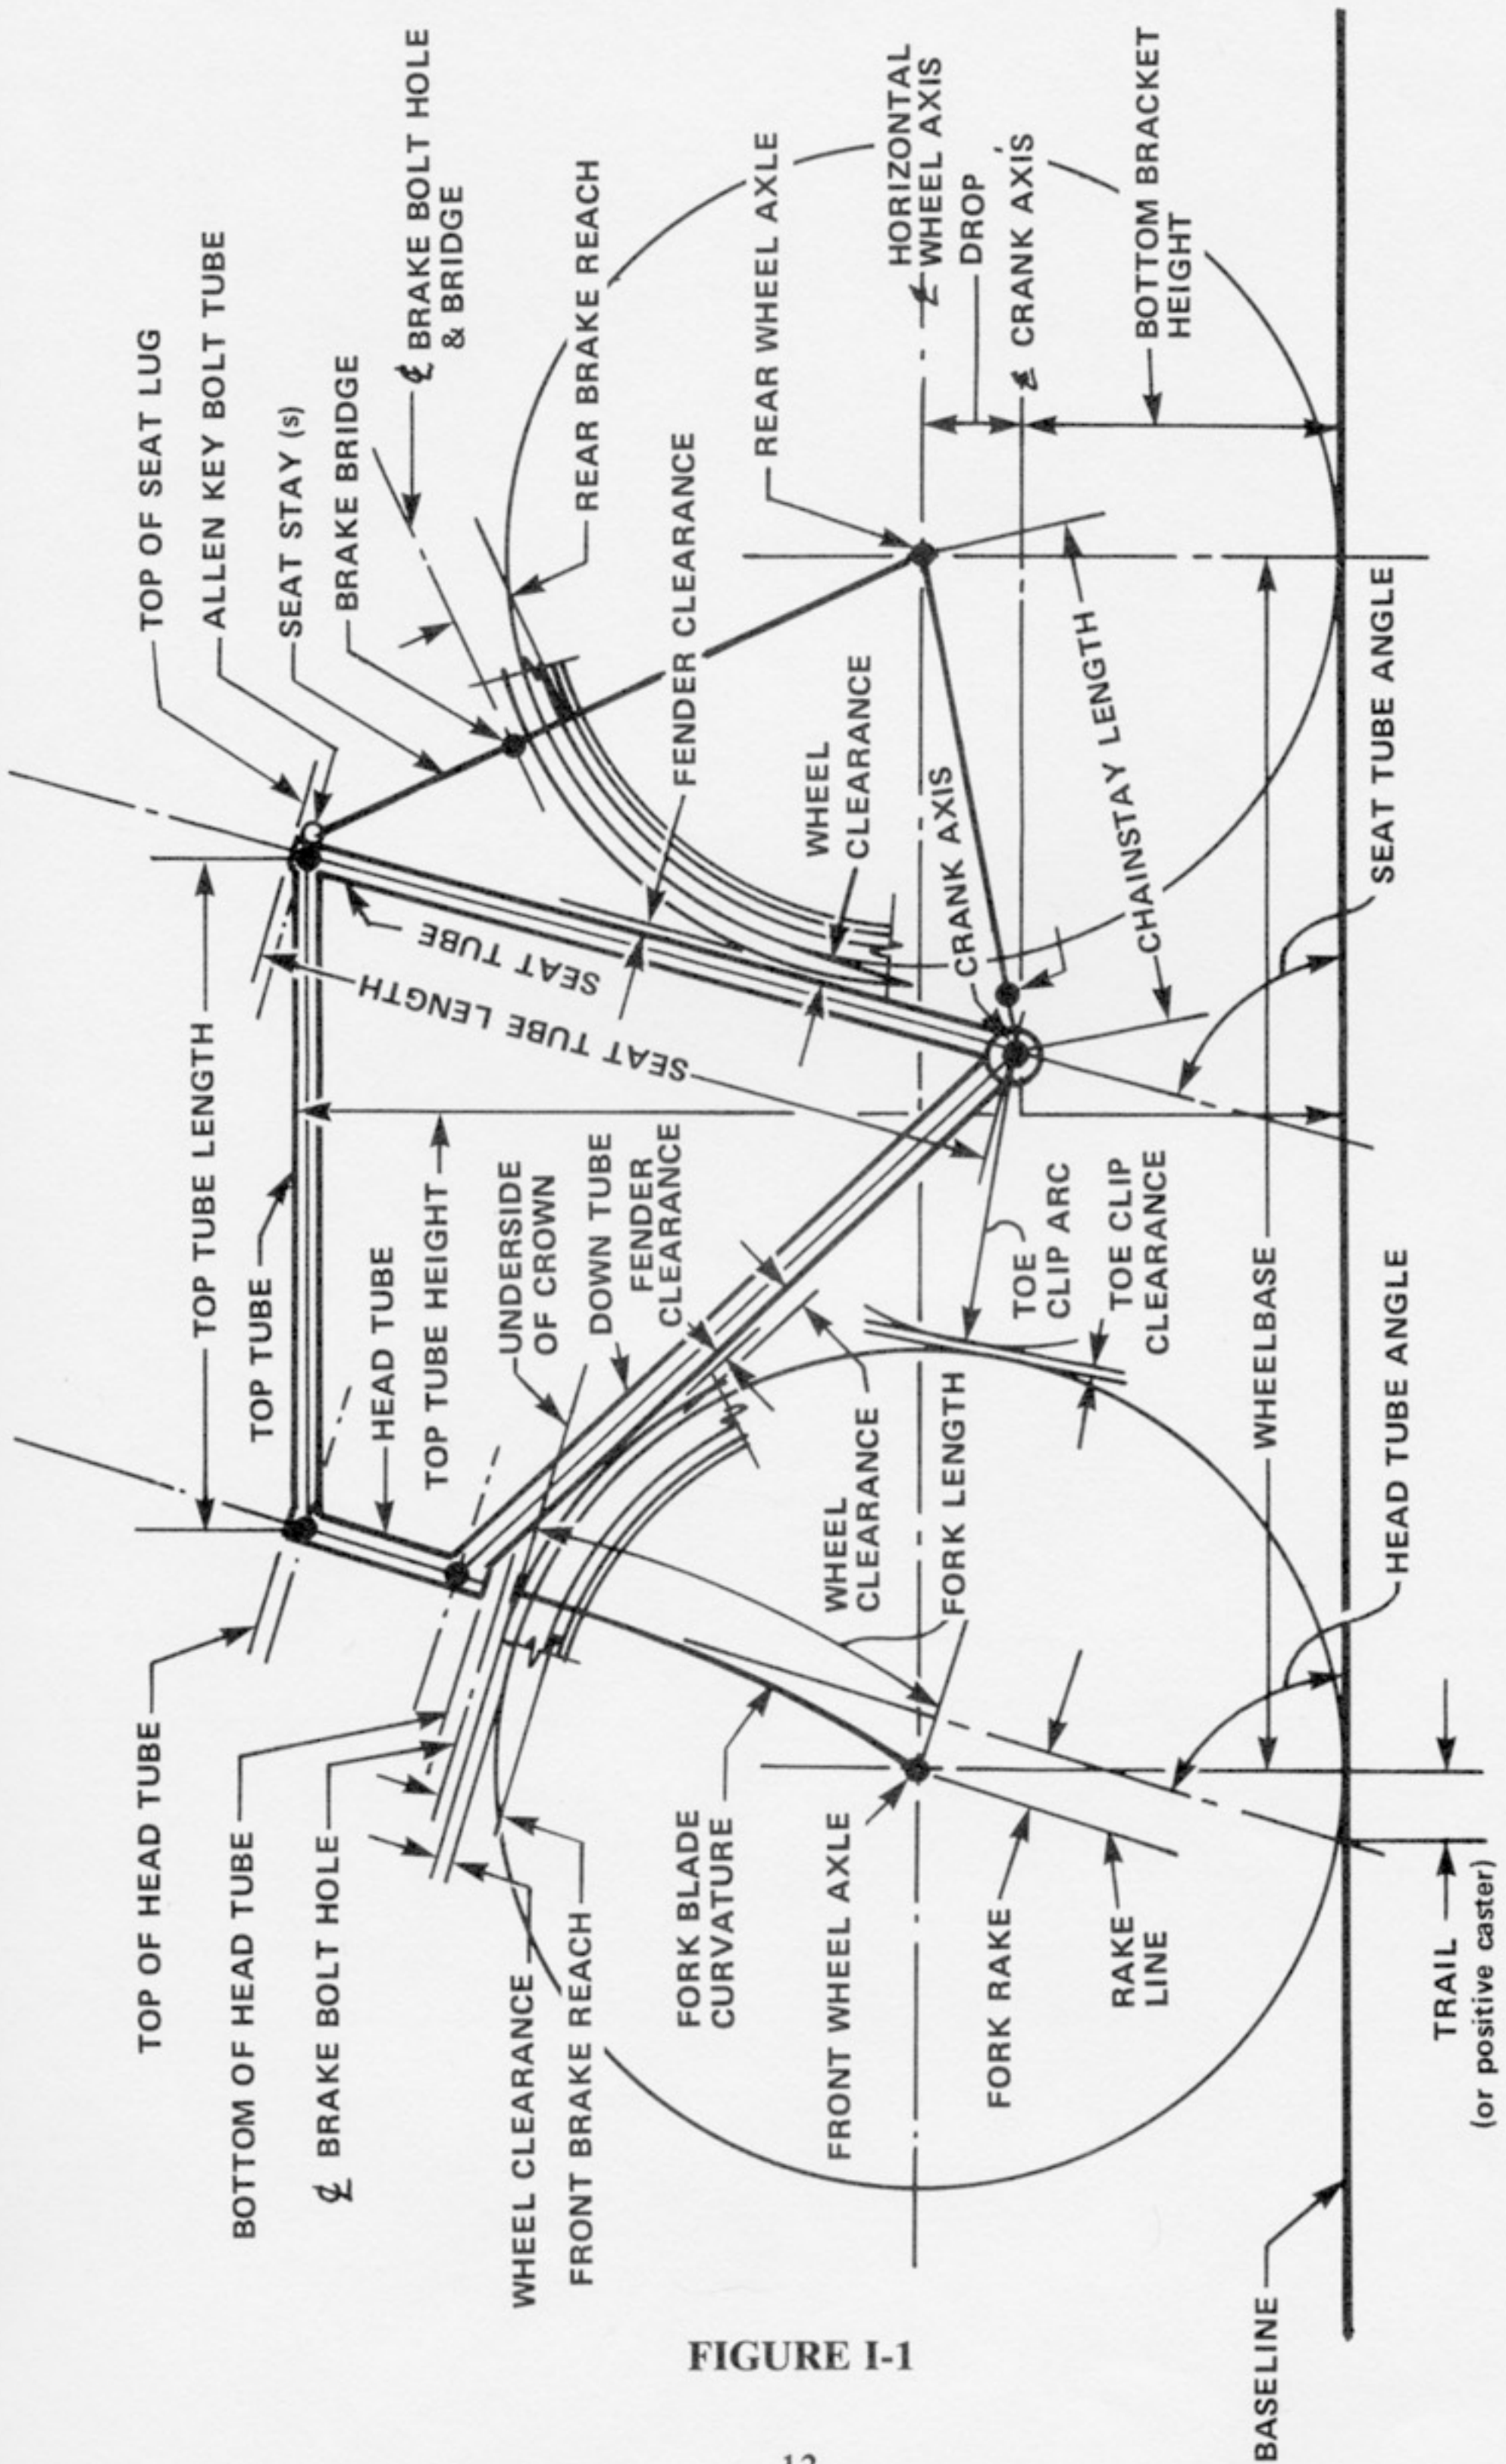 TOP OF SEAT LUG
ALLEN KEY BOLT TUBE
SEAT STAY (s)
BRAKE BRIDGE
℄ BRAKE BOLT HOLE
& BRIDGE
REAR BRAKE REACH
FENDER CLEARANCE
REAR WHEEL AXLE
HORIZONTAL
℄ WHEEL AXIS
DROP
℄ CRANK AXIS
BOTTOM BRACKET
HEIGHT
WHEEL
CLEARANCE
CRANK AXIS
CHAINSTAY LENGTH
SEAT TUBE ANGLE
SEAT TUBE
SEAT TUBE LENGTH
TOP TUBE LENGTH
TOP TUBE
HEAD TUBE
TOP TUBE HEIGHT
UNDERSIDE
OF CROWN
DOWN TUBE
FENDER
CLEARANCE
TOE
CLIP ARC
TOE CLIP
CLEARANCE
WHEELBASE
HEAD TUBE ANGLE
WHEEL
CLEARANCE
FORK LENGTH
TOP OF HEAD TUBE
BOTTOM OF HEAD TUBE
℄ BRAKE BOLT HOLE
WHEEL CLEARANCE
FRONT BRAKE REACH
FORK BLADE
CURVATURE
FRONT WHEEL AXLE
FORK RAKE
RAKE
LINE
TRAIL
(or positive caster)
BASELINE
FIGURE I-1